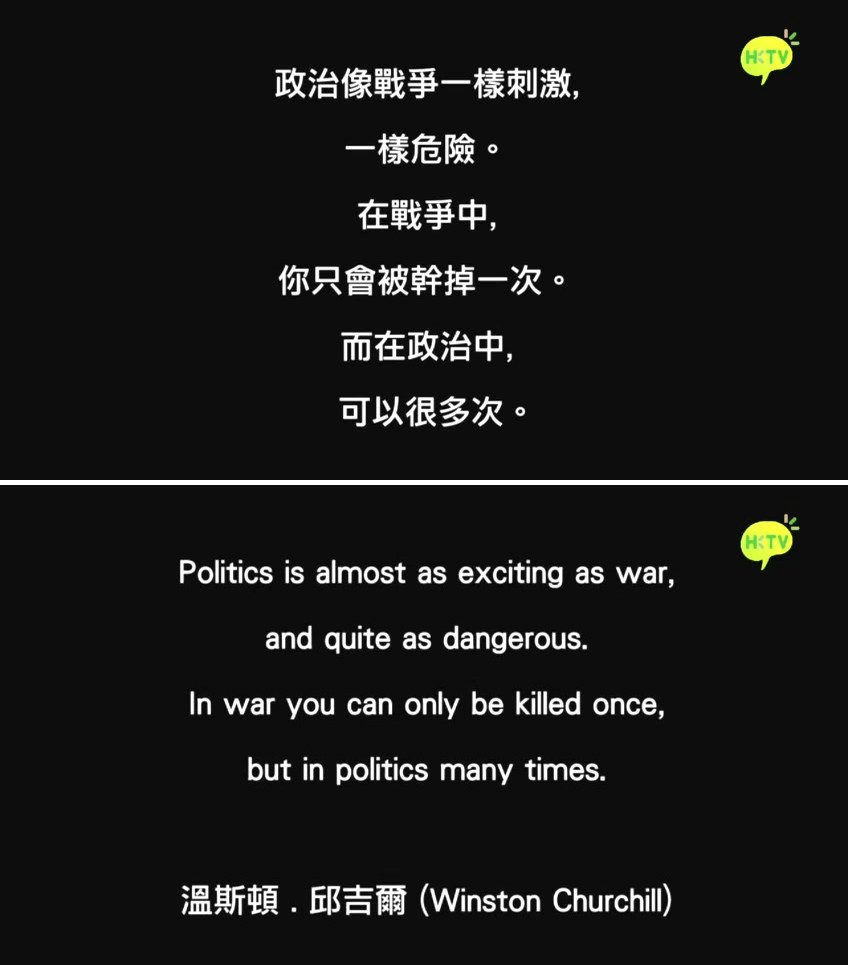 HKTV
政治像戰爭一樣刺激,
一樣危險。
在戰爭中,
你只會被幹掉一次。
而在政治中,
可以很多次。
HKTV
Politics is almost as exciting as war,
and quite as dangerous.
In war you can only be killed once,
but in politics many times.
溫斯頓 . 邱吉爾 (Winston Churchill)